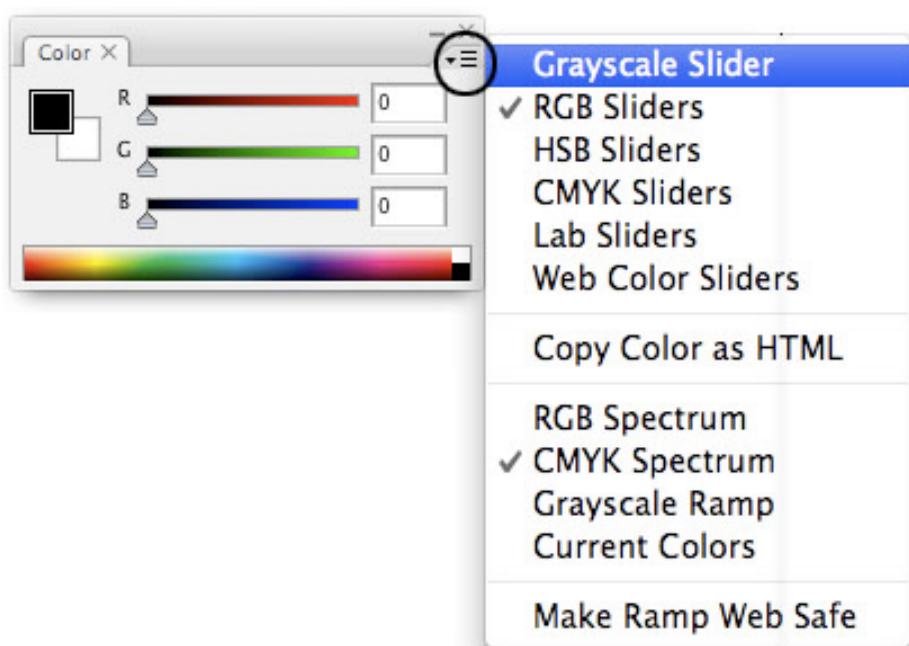 Color
R 0
G 0
B 0
Grayscale Slider
RGB Sliders
HSB Sliders
CMYK Sliders
Lab Sliders
Web Color Sliders
Copy Color as HTML
RGB Spectrum
CMYK Spectrum
Grayscale Ramp
Current Colors
Make Ramp Web Safe